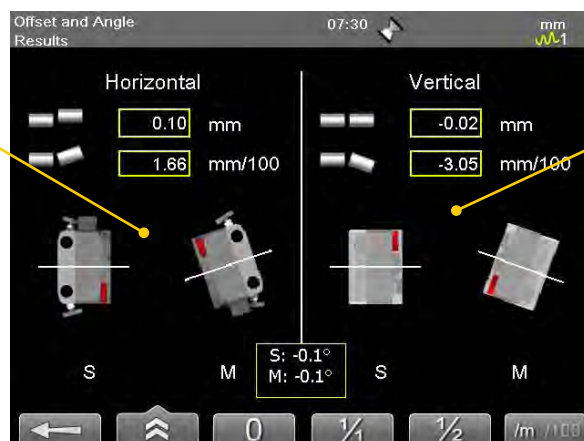 Offset and Angle
Results
07:30
mm
1
Horizontal
0.10 mm
1.66 mm/100
Vertical
-0.02 mm
-3.05 mm/100
S
M
S: -0.1°
M: -0.1°
S
M
0
1/1
1/2
/m /100